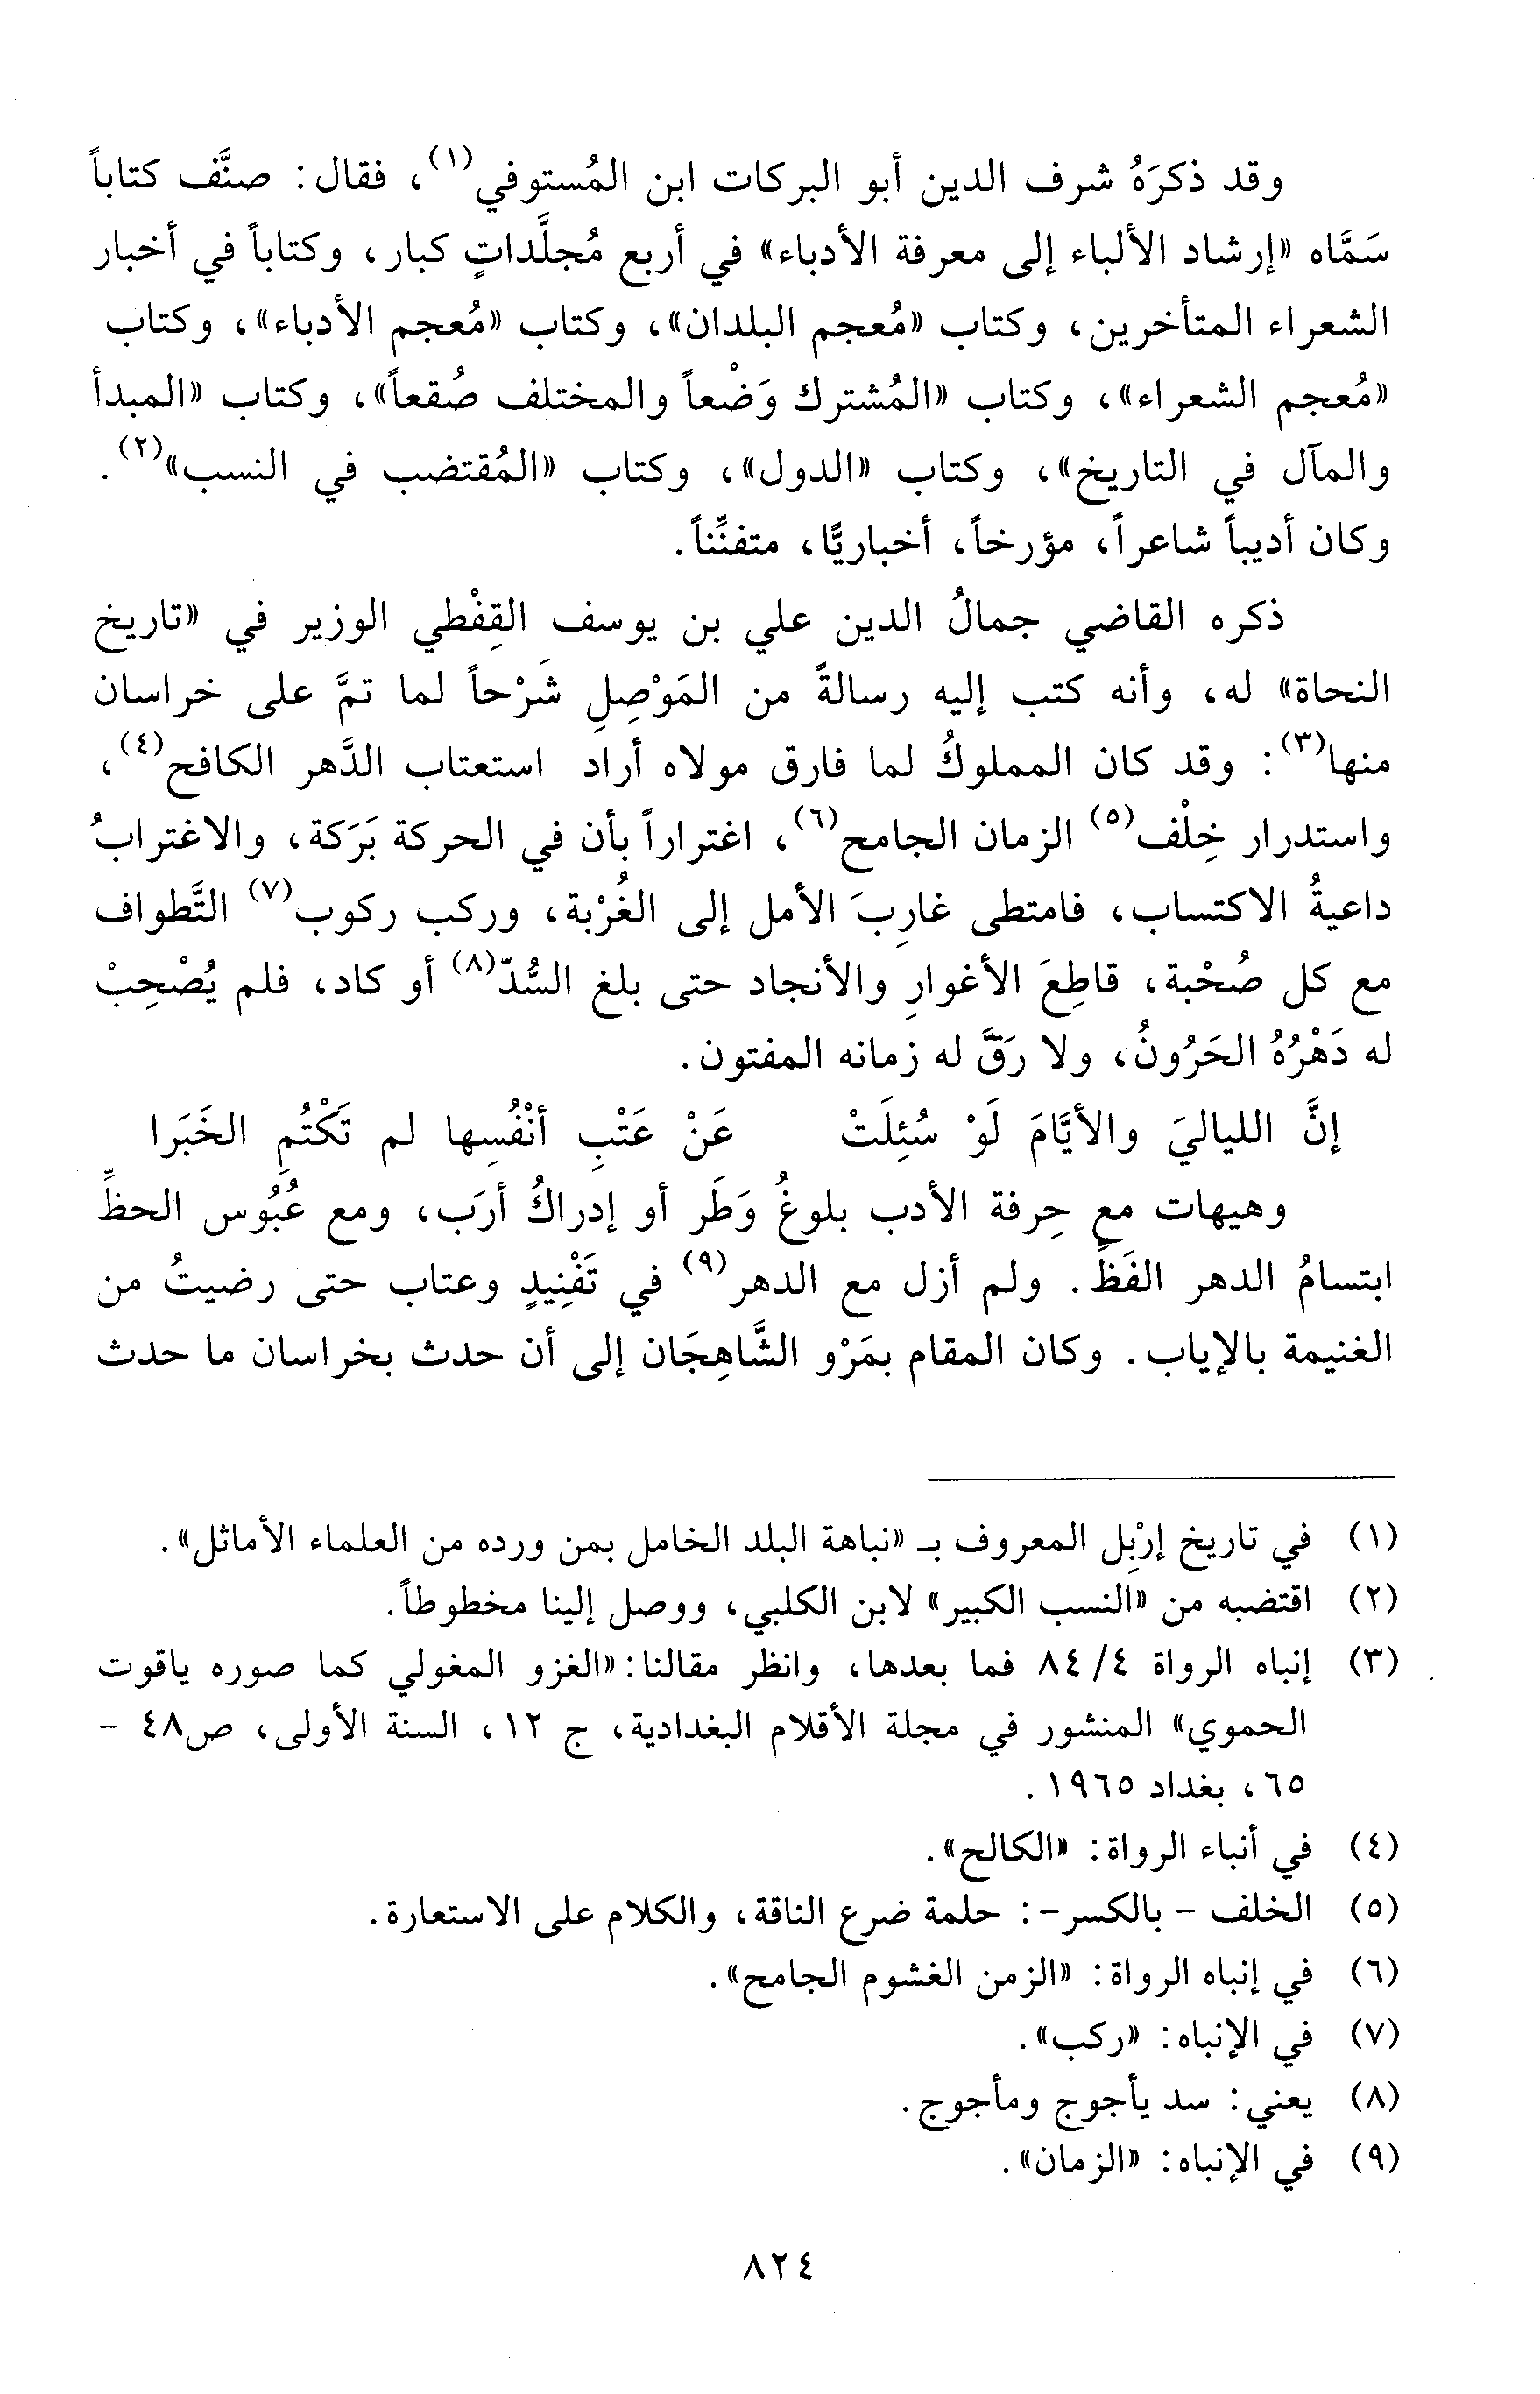 وقد ذكرَهُ شرف الدين أبو البركات ابن المُستوفي(١)، فقال: صنَّف كتاباً
سَمَّاه «إرشاد الألباء إلى معرفة الأدباء» في أربع مُجلَّداتٍ كبار، وكتاباً في أخبار
الشعراء المتأخرين، وكتاب «مُعجم البلدان»، وكتاب «مُعجم الأدباء»، وكتاب
«مُعجم الشعراء»، وكتاب «المُشترك وَضْعاً والمختلف صُقعاً»، وكتاب «المبدأ
والمآل في التاريخ»، وكتاب «الدول»، وكتاب «المُقتضب في النسب»(٢).
وكان أديباً شاعراً، مؤرخاً، أخباريًّا، متفنِّناً.
ذكره القاضي جمالُ الدين علي بن يوسف القِفْطي الوزير في «تاريخ
النحاة» له، وأنه كتب إليه رسالةً من المَوْصِلِ شَرْحاً لما تمَّ على خراسان
منها(٣): وقد كان المملوكُ لما فارق مولاه أراد استعتاب الدَّهر الكافح(٤)،
واستدرار خِلْف(٥) الزمان الجامح(٦)، اغتراراً بأن في الحركة بَرَكة، والاغترابُ
داعيةُ الاكتساب، فامتطى غارِبَ الأمل إلى الغُرْبة، وركب ركوب(٧) التَّطواف
مع كل صُحْبة، قاطِعَ الأغوارِ والأنجاد حتى بلغ السُّدّ(٨) أو كاد، فلم يُصْحِبْ
له دَهْرُهُ الحَرُونُ، ولا رَقَّ له زمانه المفتون.
إنَّ اللياليَ والأيَّامَ لَوْ سُئِلَتْ عَنْ عَتْبِ أنْفُسِها لم تَكْتُمِ الخَبَرا
وهيهات مع حِرفة الأدب بلوغُ وَطَر أو إدراكُ أرَب، ومع عُبُوس الحظِّ
ابتسامُ الدهر الفَظِّ. ولم أزل مع الدهر(٩) في تَفْنِيدٍ وعتاب حتى رضيتُ من
الغنيمة بالإياب. وكان المقام بمَرْو الشَّاهِجَان إلى أن حدث بخراسان ما حدث
(١) في تاريخ إرْبِل المعروف بـ «نباهة البلد الخامل بمن ورده من العلماء الأماثل».
(٢) اقتضبه من «النسب الكبير» لابن الكلبي، ووصل إلينا مخطوطاً.
(٣) إنباه الرواة ٨٤/٤ فما بعدها، وانظر مقالنا: «الغزو المغولي كما صوره ياقوت
الحموي» المنشور في مجلة الأقلام البغدادية، ج ١٢، السنة الأولى، ص٤٨ -
٦٥، بغداد ١٩٦٥.
(٤) في أنباء الرواة: «الكالح».
(٥) الخلف - بالكسر-: حلمة ضرع الناقة، والكلام على الاستعارة.
(٦) في إنباه الرواة: «الزمن الغشوم الجامح».
(٧) في الإنباه: «ركب».
(٨) يعني: سد يأجوج ومأجوج.
(٩) في الإنباه: «الزمان».
٨٢٤